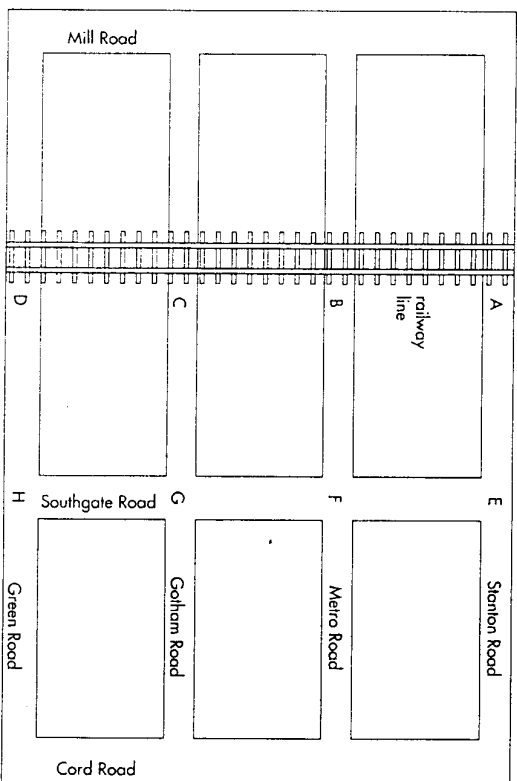 Mill Road
D
C
B
A
railway
line
H
Southgate Road
G
F
E
Green Road
Gotham Road
Metro Road
Stanton Road
Cord Road